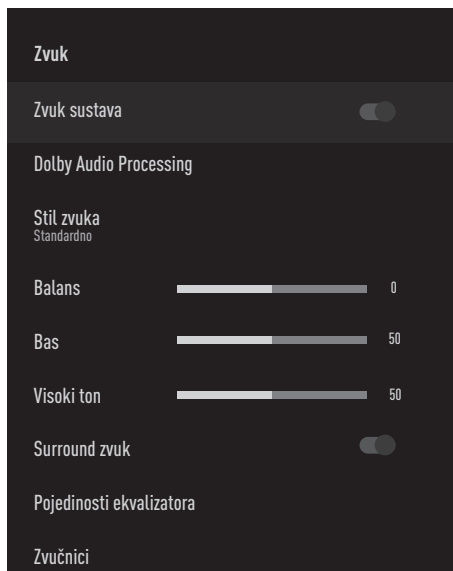 Zvuk
Zvuk sustava
Dolby Audio Processing
Stil zvuka
Standardno
Balans 0
Bas 50
Visoki ton 50
Surround zvuk
Pojedinosti ekvalizatora
Zvučnici